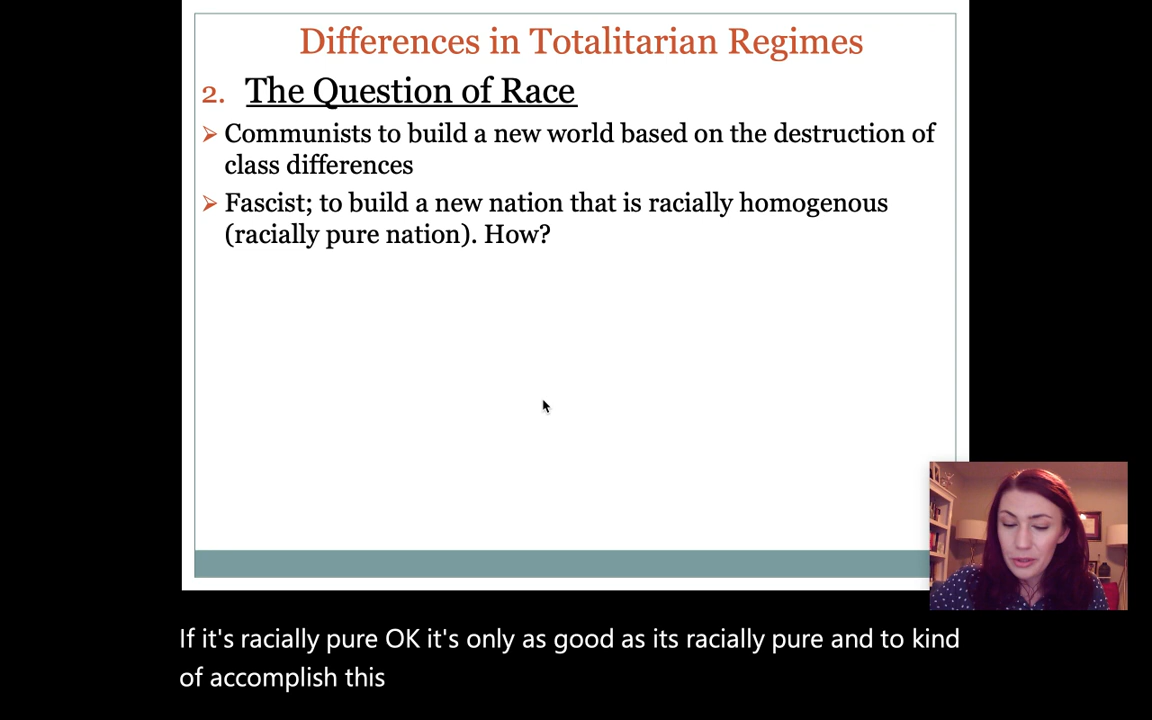 Differences in Totalitarian Regimes
2. The Question of Race
➢ Communists to build a new world based on the destruction of
class differences
➢ Fascist; to build a new nation that is racially homogenous
(racially pure nation). How?
If it's racially pure OK it's only as good as its racially pure and to kind
of accomplish this